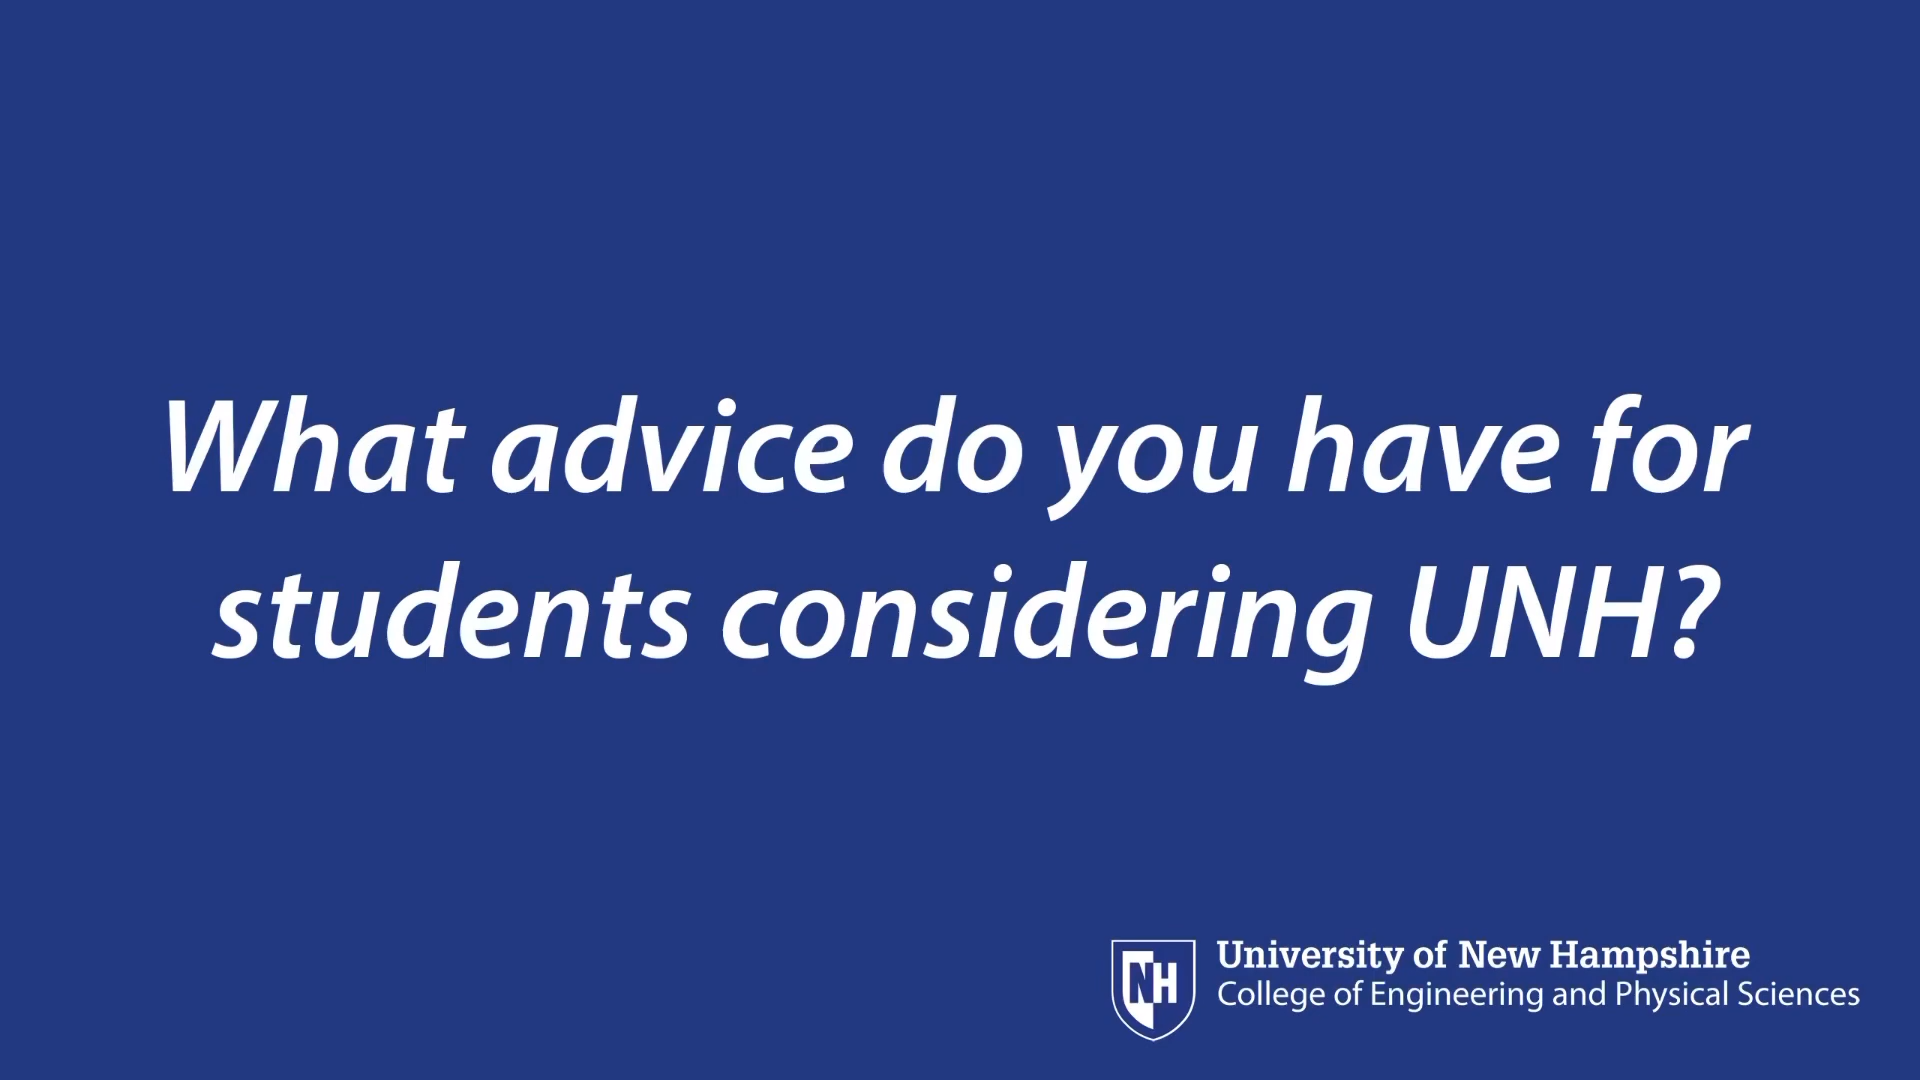 What advice do you have for
students considering UNH?
NH
University of New Hampshire
College of Engineering and Physical Sciences